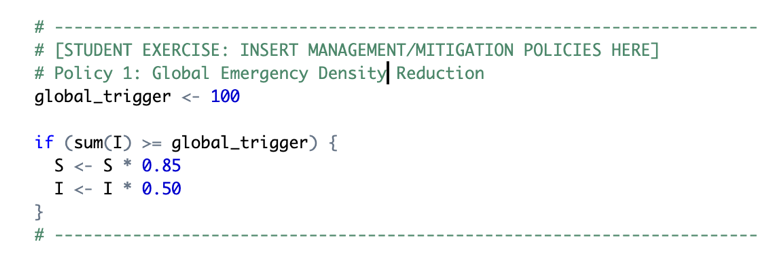 # -----------------------------------------------------------------------
# [STUDENT EXERCISE: INSERT MANAGEMENT/MITIGATION POLICIES HERE]
# Policy 1: Global Emergency Density Reduction
global_trigger <- 100
if (sum(I) >= global_trigger) {
  S <- S * 0.85
  I <- I * 0.50
}
# -----------------------------------------------------------------------